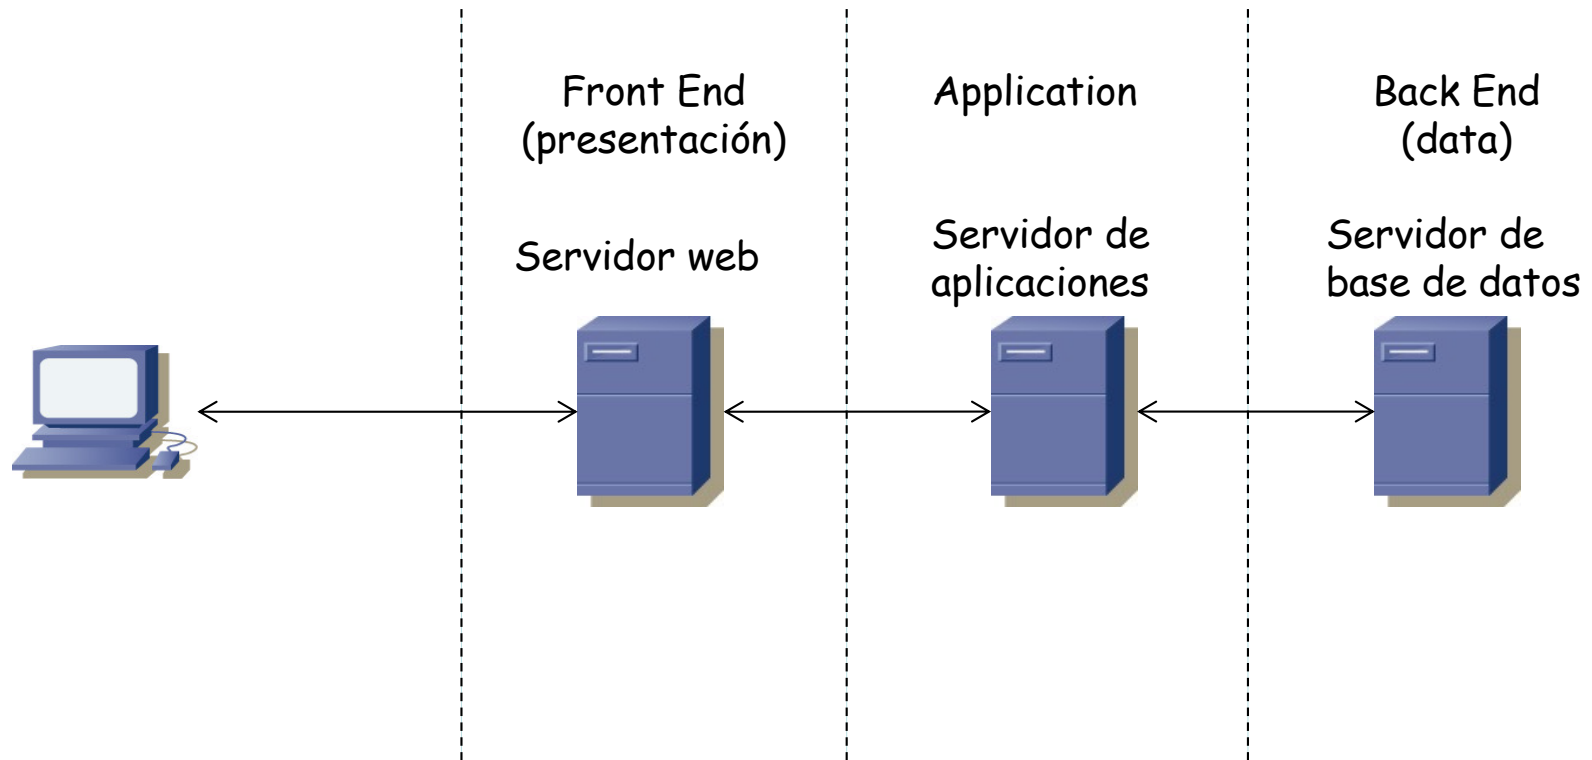 Front End
(presentación)
Application
Back End
(data)
Servidor web
Servidor de
aplicaciones
Servidor de
base de datos